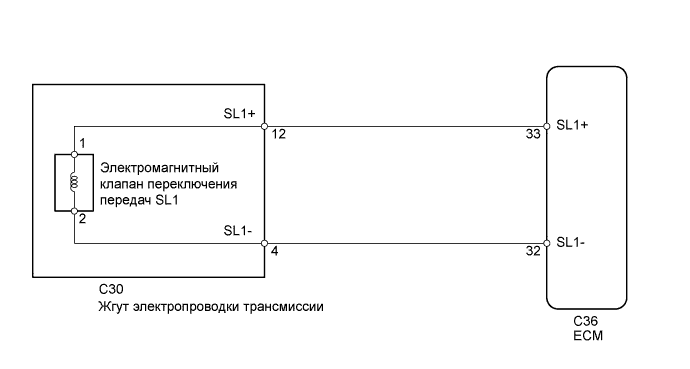 SL1+
12
33
SL1+
1
Электромагнитный
клапан переключения
передач SL1
2
SL1-
4
32
SL1-
C30
Жгут электропроводки трансмиссии
C36
ECM